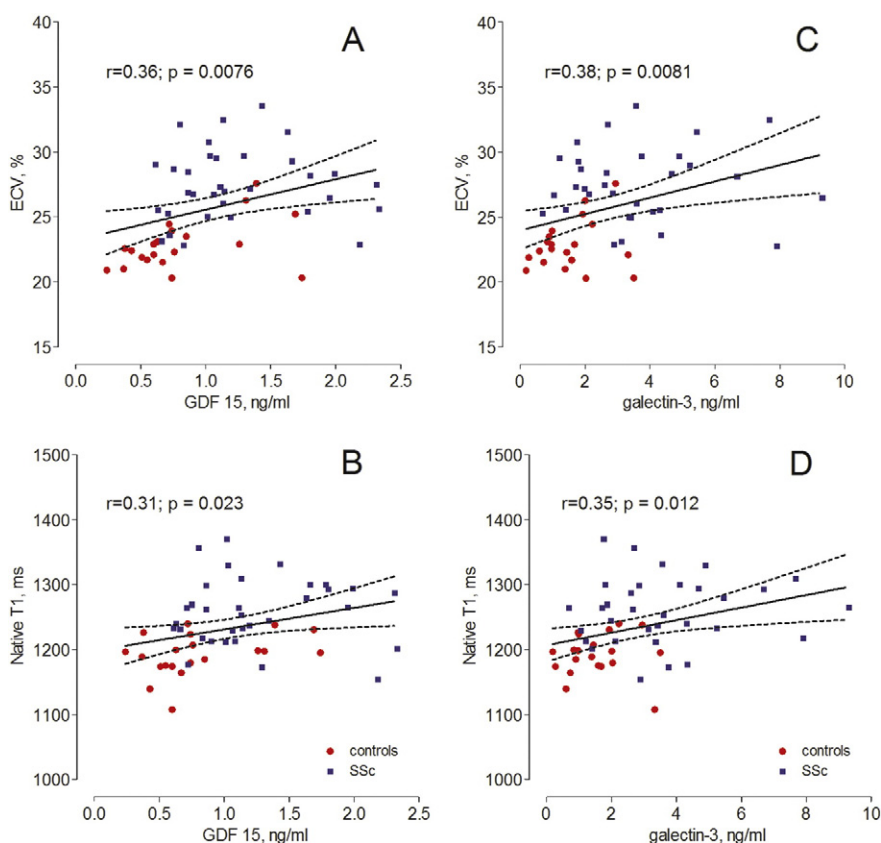 A
r=0.36; p = 0.0076
ECV, %
40
35
30
25
20
15
0.0 0.5 1.0 1.5 2.0 2.5
GDF 15, ng/ml
C
r=0.38; p = 0.0081
ECV, %
40
35
30
25
20
15
0 2 4 6 8 10
galectin-3, ng/ml
B
r=0.31; p = 0.023
Native T1, ms
1500
1400
1300
1200
1100
1000
controls
SSc
0.0 0.5 1.0 1.5 2.0 2.5
GDF 15, ng/ml
D
r=0.35; p = 0.012
Native T1, ms
1500
1400
1300
1200
1100
1000
controls
SSc
0 2 4 6 8 10
galectin-3, ng/ml